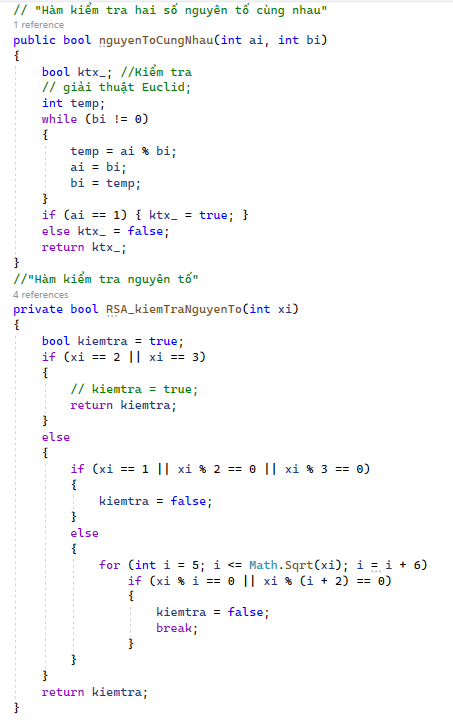 // "Hàm kiểm tra hai số nguyên tố cùng nhau"
1 reference
public bool nguyenToCungNhau(int ai, int bi)
{
    bool ktx_; //Kiểm tra
    // giải thuật Euclid;
    int temp;
    while (bi != 0)
    {
        temp = ai % bi;
        ai = bi;
        bi = temp;
    }
    if (ai == 1) { ktx_ = true; }
    else ktx_ = false;
    return ktx_;
}
//"Hàm kiểm tra nguyên tố"
4 references
private bool RSA_kiemTraNguyenTo(int xi)
{
    bool kiemtra = true;
    if (xi == 2 || xi == 3)
    {
        // kiemtra = true;
        return kiemtra;
    }
    else
    {
        if (xi == 1 || xi % 2 == 0 || xi % 3 == 0)
        {
            kiemtra = false;
        }
        else
        {
            for (int i = 5; i <= Math.Sqrt(xi); i = i + 6)
                if (xi % i == 0 || xi % (i + 2) == 0)
                {
                    kiemtra = false;
                    break;
                }
        }
    }
    return kiemtra;
}